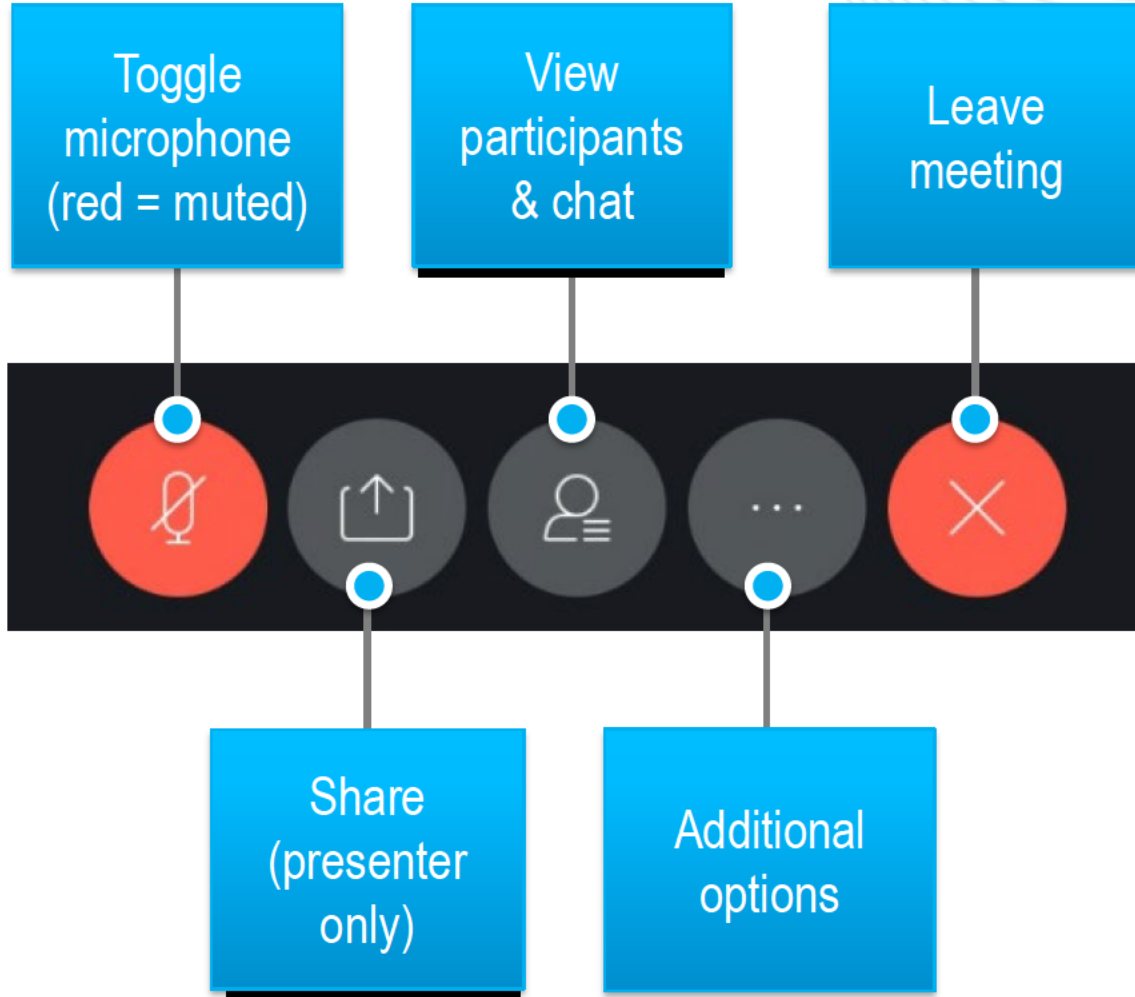 Toggle
microphone
(red = muted)
View
participants
& chat
Leave
meeting
Share
(presenter
only)
Additional
options